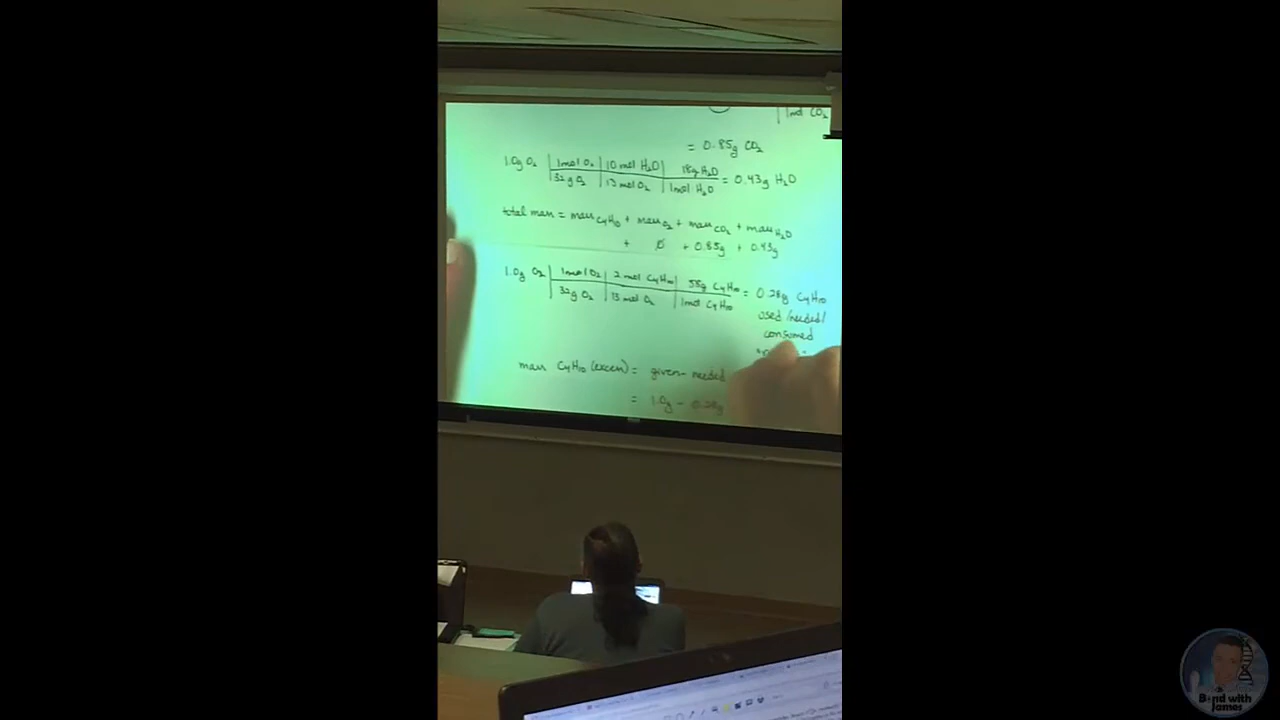 1mol CO₂
= 0.85g CO₂
1.0g O₂ | 1mol O₂ | 10 mol H₂O | 18g H₂O = 0.43g H₂O
32g O₂ | 13 mol O₂ | 1mol H₂O
total mass = mass C₄H₁₀ + mass O₂ + mass CO₂ + mass H₂O
+ 0 + 0.85g + 0.43g
1.0g O₂ | 1mol O₂ | 2 mol C₄H₁₀ | 58g C₄H₁₀ = 0.28g C₄H₁₀
32g O₂ | 13 mol O₂ | 1mol C₄H₁₀
used/needed/
consumed
mass C₄H₁₀ (excess) = given - needed
= 1.0g - 0.28g
Bond with
James